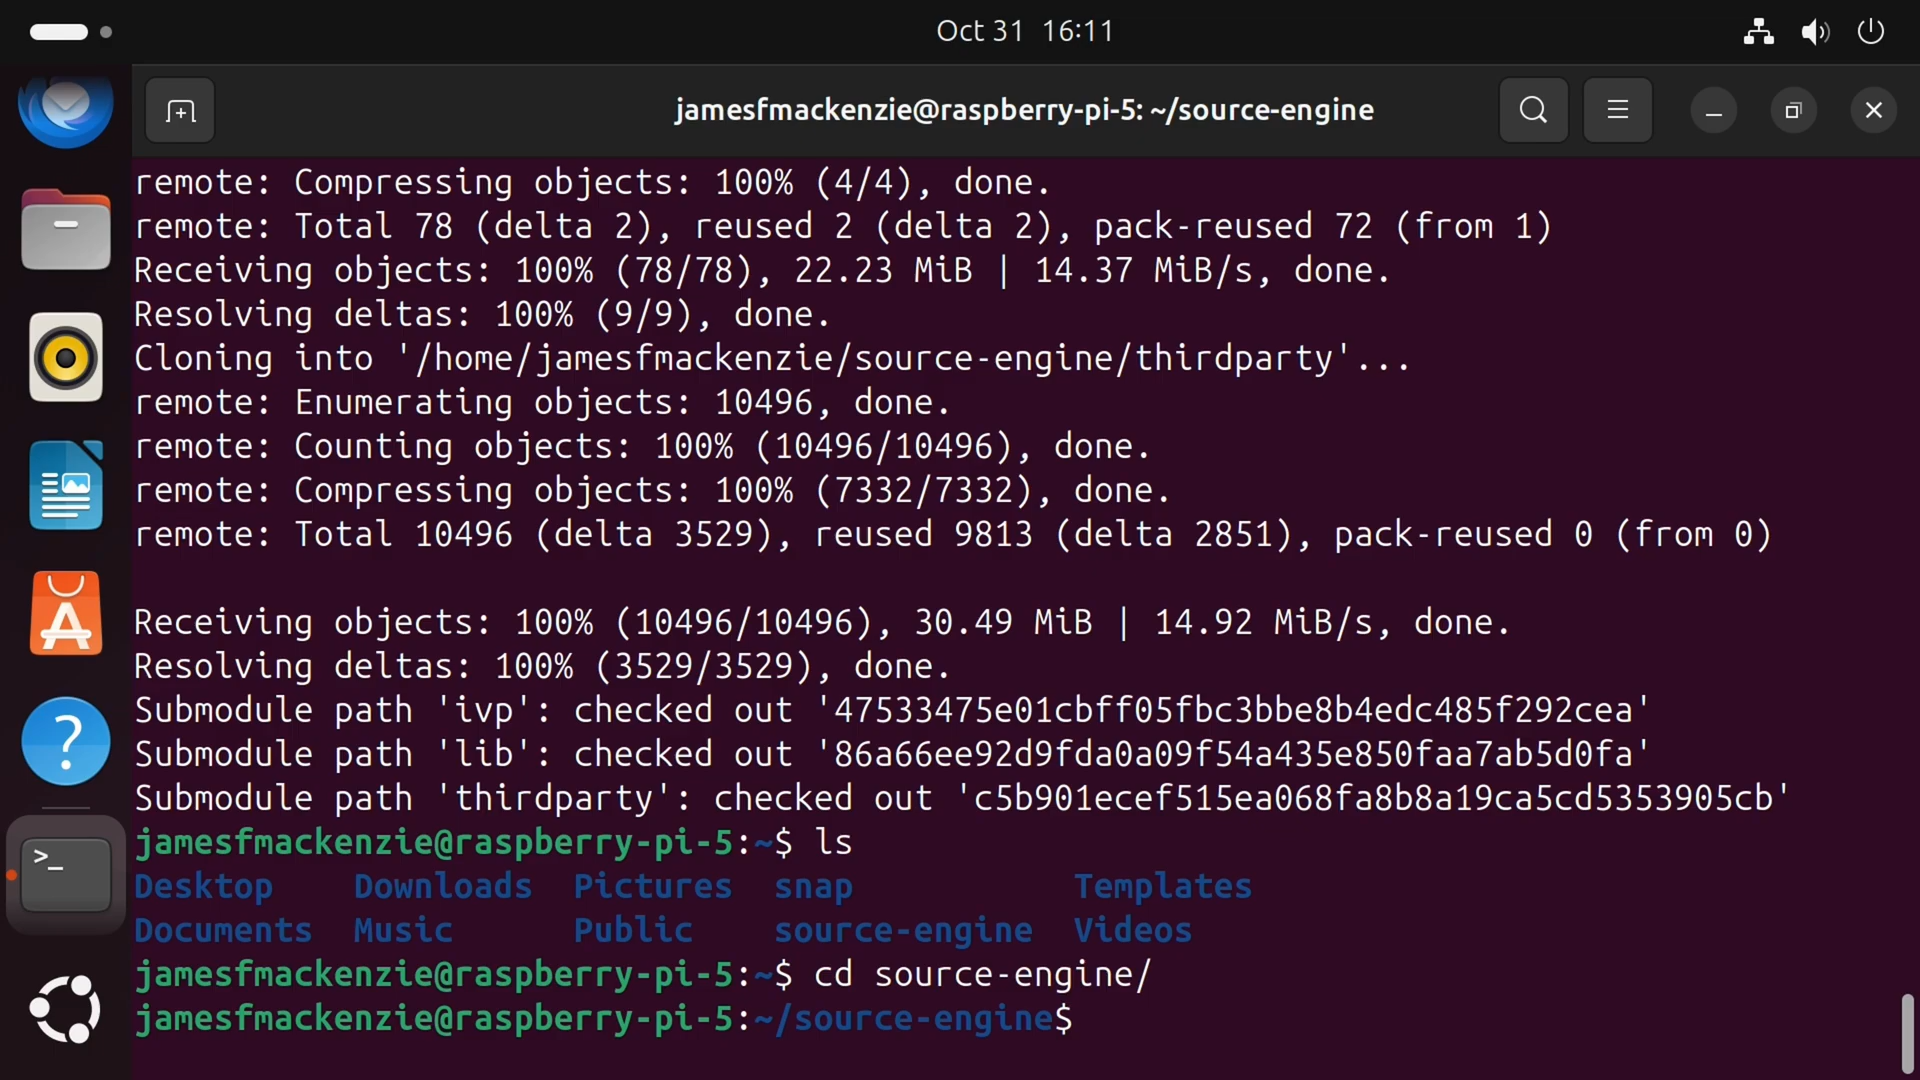 Oct 31 16:11
jamesfmackenzie@raspberry-pi-5: ~/source-engine
remote: Compressing objects: 100% (4/4), done.
remote: Total 78 (delta 2), reused 2 (delta 2), pack-reused 72 (from 1)
Receiving objects: 100% (78/78), 22.23 MiB | 14.37 MiB/s, done.
Resolving deltas: 100% (9/9), done.
Cloning into '/home/jamesfmackenzie/source-engine/thirdparty'...
remote: Enumerating objects: 10496, done.
remote: Counting objects: 100% (10496/10496), done.
remote: Compressing objects: 100% (7332/7332), done.
remote: Total 10496 (delta 3529), reused 9813 (delta 2851), pack-reused 0 (from 0)
Receiving objects: 100% (10496/10496), 30.49 MiB | 14.92 MiB/s, done.
Resolving deltas: 100% (3529/3529), done.
Submodule path 'ivp': checked out '47533475e01cbff05fbc3bbe8b4edc485f292cea'
Submodule path 'lib': checked out '86a66ee92d9fda0a09f54a435e850faa7ab5d0fa'
Submodule path 'thirdparty': checked out 'c5b901ecef515ea068fa8b8a19ca5cd5353905cb'
jamesfmackenzie@raspberry-pi-5:~$ ls
Desktop Downloads Pictures snap Templates
Documents Music Public source-engine Videos
jamesfmackenzie@raspberry-pi-5:~$ cd source-engine/
jamesfmackenzie@raspberry-pi-5:~/source-engine$